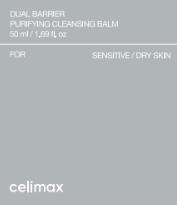 DUAL BARRIER
PURIFYING CLEANSING BALM
50 ml / 1,69 fl, oz
FOR SENSITIVE / DRY SKIN
celimax